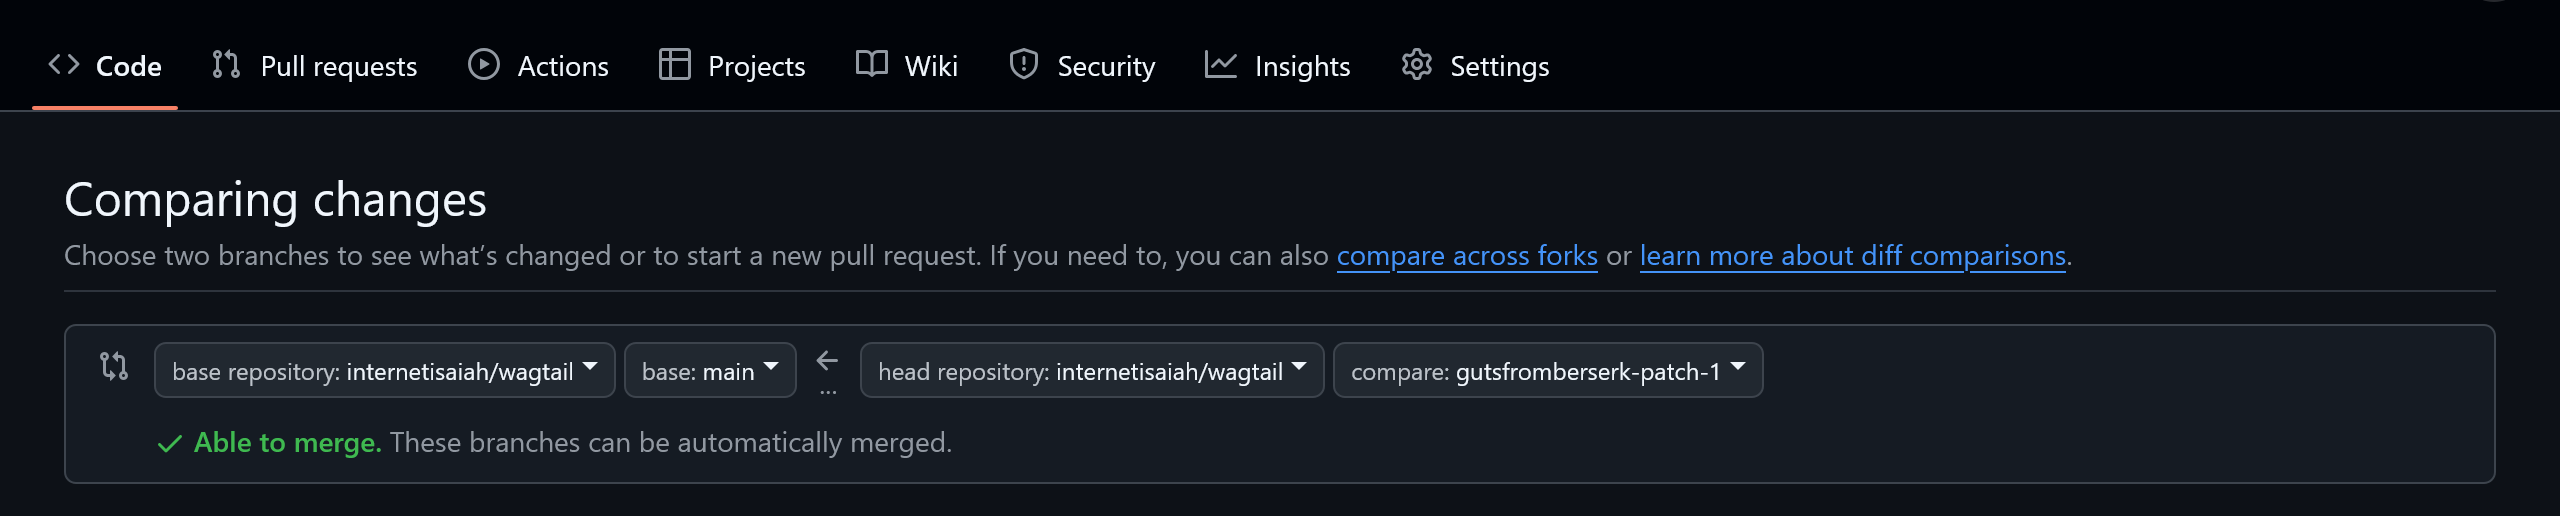 Code Pull requests Actions Projects Wiki Security Insights Settings
Comparing changes
Choose two branches to see what’s changed or to start a new pull request. If you need to, you can also compare across forks or learn more about diff comparisons.
base repository: internetisaiah/wagtail base: main ... head repository: internetisaiah/wagtail compare: gutsfromberserk-patch-1
Able to merge. These branches can be automatically merged.